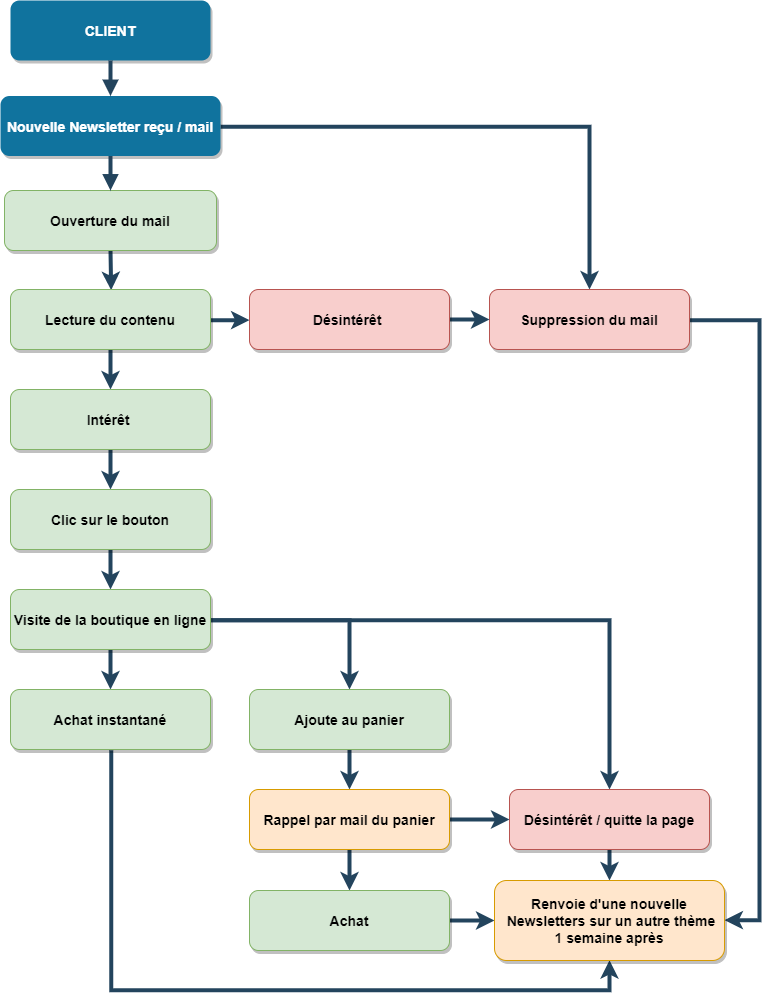 CLIENT
Nouvelle Newsletter reçu / mail
Ouverture du mail
Lecture du contenu
Désintérêt
Suppression du mail
Intérêt
Clic sur le bouton
Visite de la boutique en ligne
Achat instantané
Ajoute au panier
Rappel par mail du panier
Désintérêt / quitte la page
Achat
Renvoie d'une nouvelle
Newsletters sur un autre thème
1 semaine après